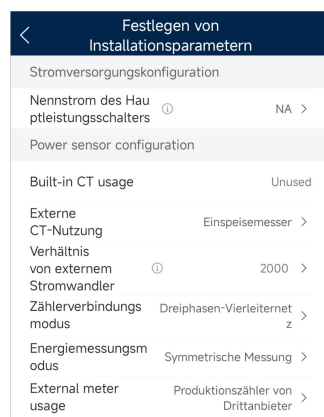 Festlegen von
Installationsparametern
Stromversorgungskonfiguration
Nennstrom des Hau
ptleistungsschalters
NA
Power sensor configuration
Built-in CT usage
Unused
Externe
CT-Nutzung
Einspeisemesser
Verhältnis
von externem
Stromwandler
2000
Zählerverbindungs
modus
Dreiphasen-Vierleiternet
z
Energiemessungsm
odus
Symmetrische Messung
External meter
usage
Produktionszähler von
Drittanbieter